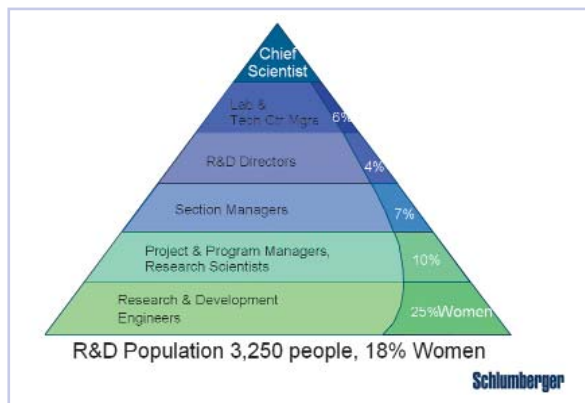 Chief
Scientist
Lab &
Tech Ctr Mgrs
6%
R&D Directors
4%
Section Managers
7%
Project & Program Managers,
Research Scientists
10%
Research & Development
Engineers
25%Women
R&D Population 3,250 people, 18% Women
Schlumberger